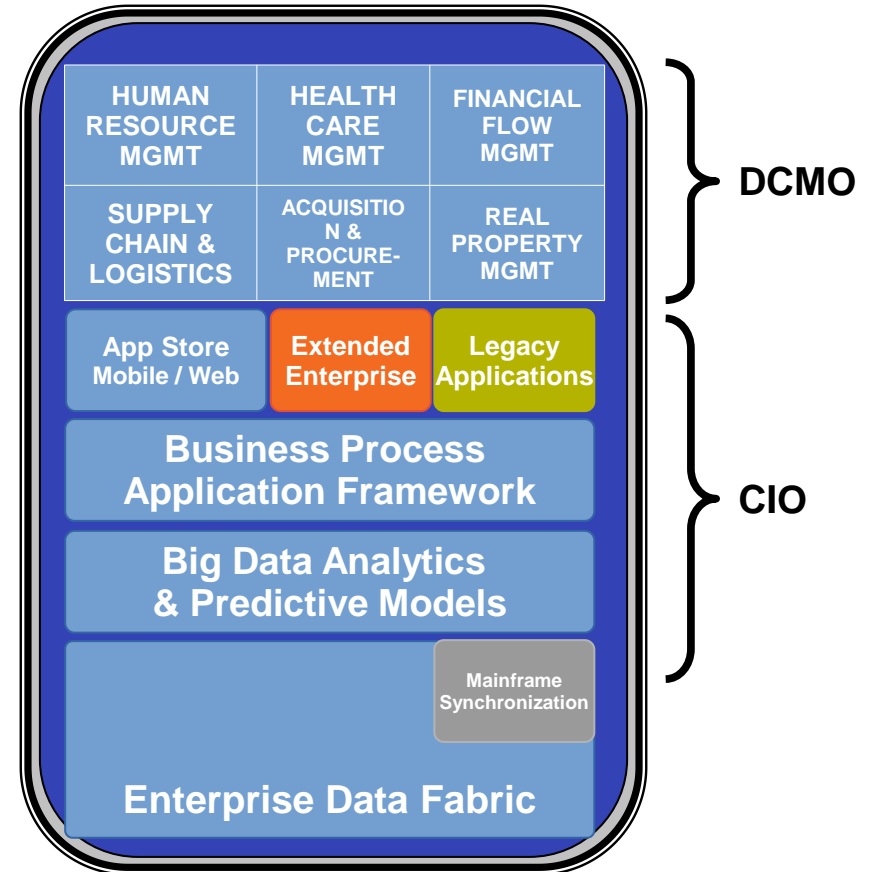 HUMAN
RESOURCE
MGMT
HEALTH
CARE
MGMT
FINANCIAL
FLOW
MGMT
DCMO
SUPPLY
CHAIN &
LOGISTICS
ACQUISITIO
N &
PROCURE-
MENT
REAL
PROPERTY
MGMT
App Store
Mobile / Web
Extended
Enterprise
Legacy
Applications
Business Process
Application Framework
CIO
Big Data Analytics
& Predictive Models
Mainframe
Synchronization
Enterprise Data Fabric